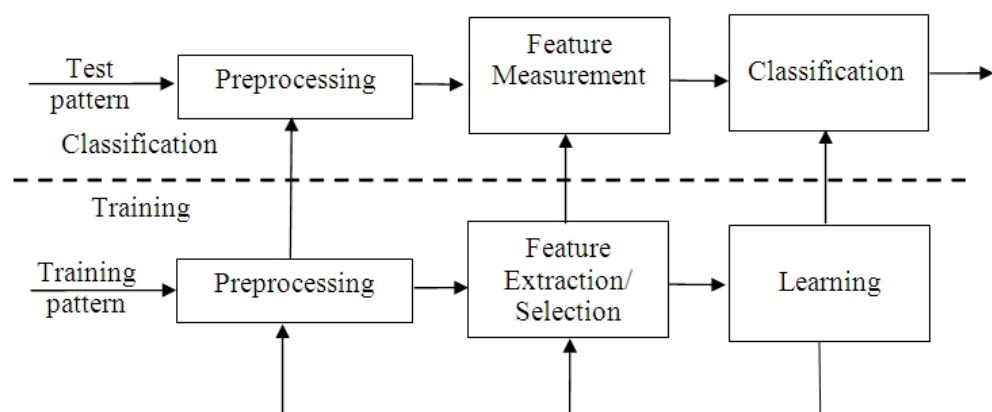 Test
pattern
Preprocessing
Feature
Measurement
Classification
Classification
Training
Training
pattern
Preprocessing
Feature
Extraction/
Selection
Learning